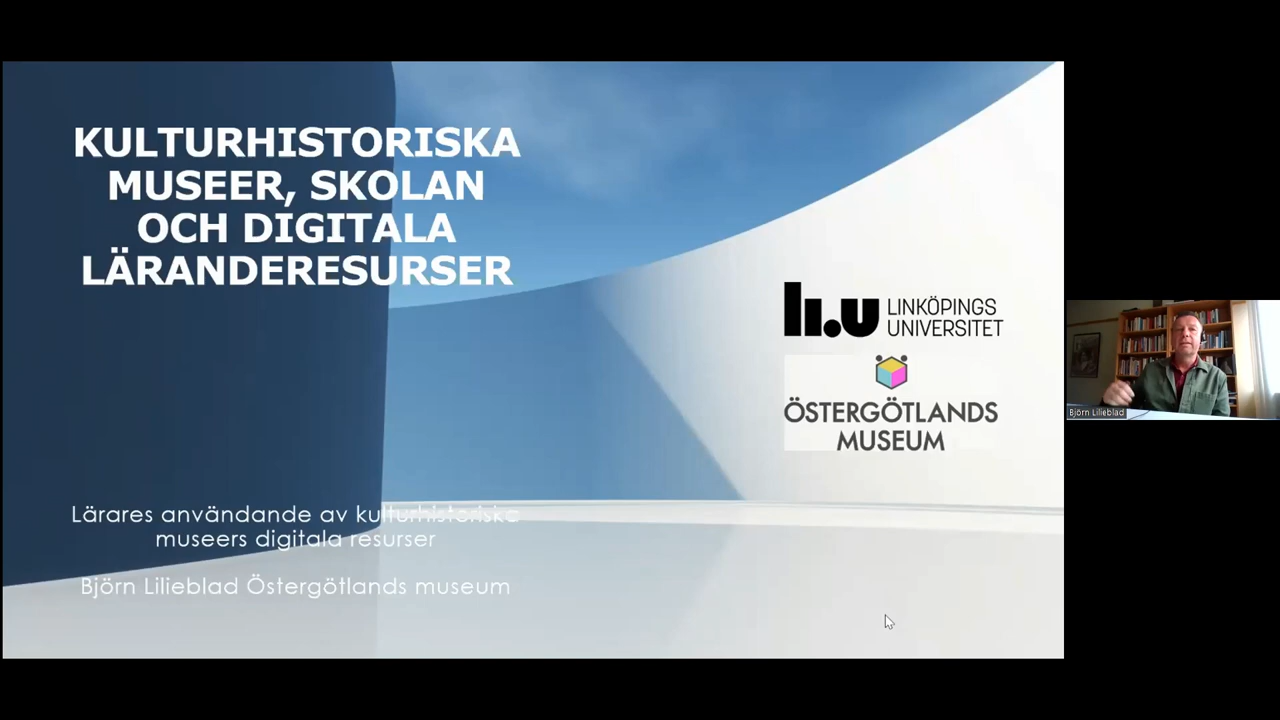 KULTURHISTORISKA
MUSEER, SKOLAN
OCH DIGITALA
LÄRANDERESURSER
li.u LINKÖPINGS
UNIVERSITET
ÖSTERGÖTLANDS
MUSEUM
Björn Lilieblad
Lärares användande av kulturhistoriska
museers digitala resurser
Björn Lilieblad Östergötlands museum